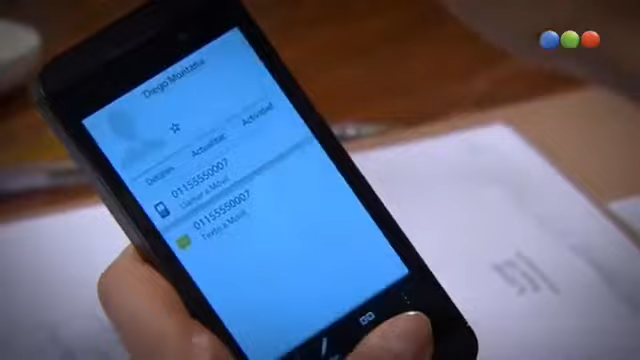 Diego Montana
Detalles Actualizac Actividad
01155550007
Llamar a Móvil
01155550007
Texto a Móvil